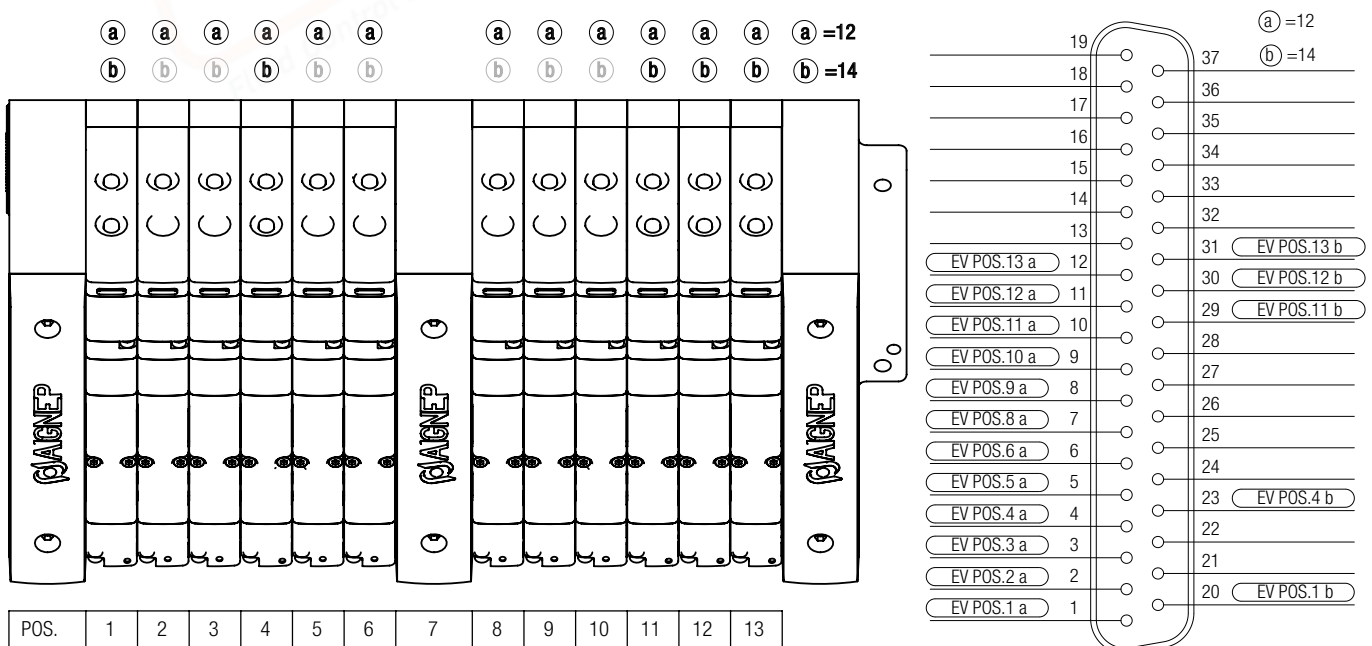 a a a a a a a a a a a a a =12
b b b b b b b b b b b b b =14
AIGNEP AIGNEP AIGNEP
POS. 1 2 3 4 5 6 7 8 9 10 11 12 13
a =12
b =14
19
18
17
16
15
14
13
EV POS.13 a 12
EV POS.12 a 11
EV POS.11 a 10
EV POS.10 a 9
EV POS.9 a 8
EV POS.8 a 7
EV POS.6 a 6
EV POS.5 a 5
EV POS.4 a 4
EV POS.3 a 3
EV POS.2 a 2
EV POS.1 a 1
37
36
35
34
33
32
31 EV POS.13 b
30 EV POS.12 b
29 EV POS.11 b
28
27
26
25
24
23 EV POS.4 b
22
21
20 EV POS.1 b